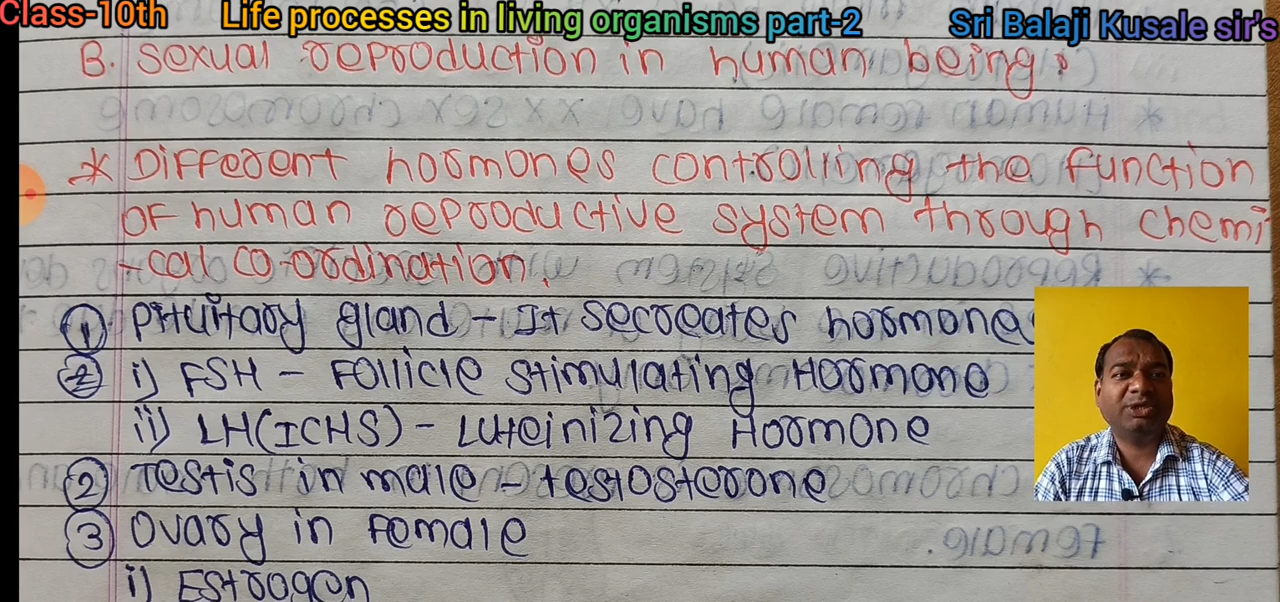 Class-10th Life processes in living organisms part-2 Sri Balaji Kusale sir's
B. Sexual reproduction in human being:
* Different hormones controlling the function
of human reproductive system through chemi
-cal co-ordination.
① Pituitary gland - It secreates hormone
② i) FSH - Follicle Stimulating Hormone
ii) LH(ICHS) - Luteinizing Hormone
② Testis in male - testosterone
③ Ovary in female
i) Estrogen